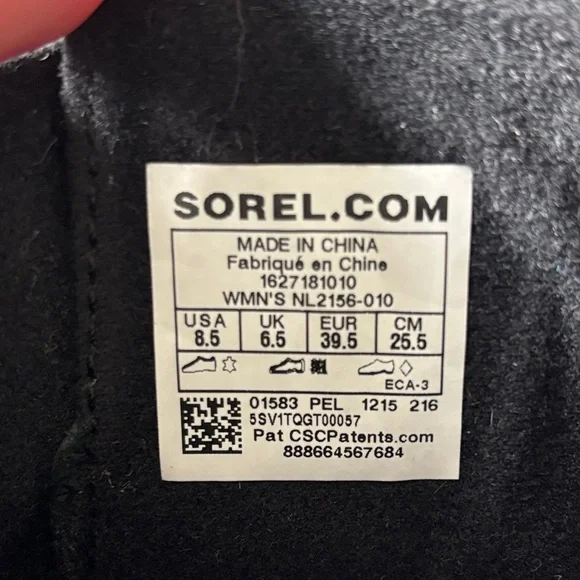 SOREL.COM
MADE IN CHINA
Fabriqué en Chine
1627181010
WMN'S NL2156-010
USA UK EUR CM
8.5 6.5 39.5 25.5
ECA-3
01583 PEL 1215 216
5SV1TQGT00057
Pat CSCPatents.com
888664567684